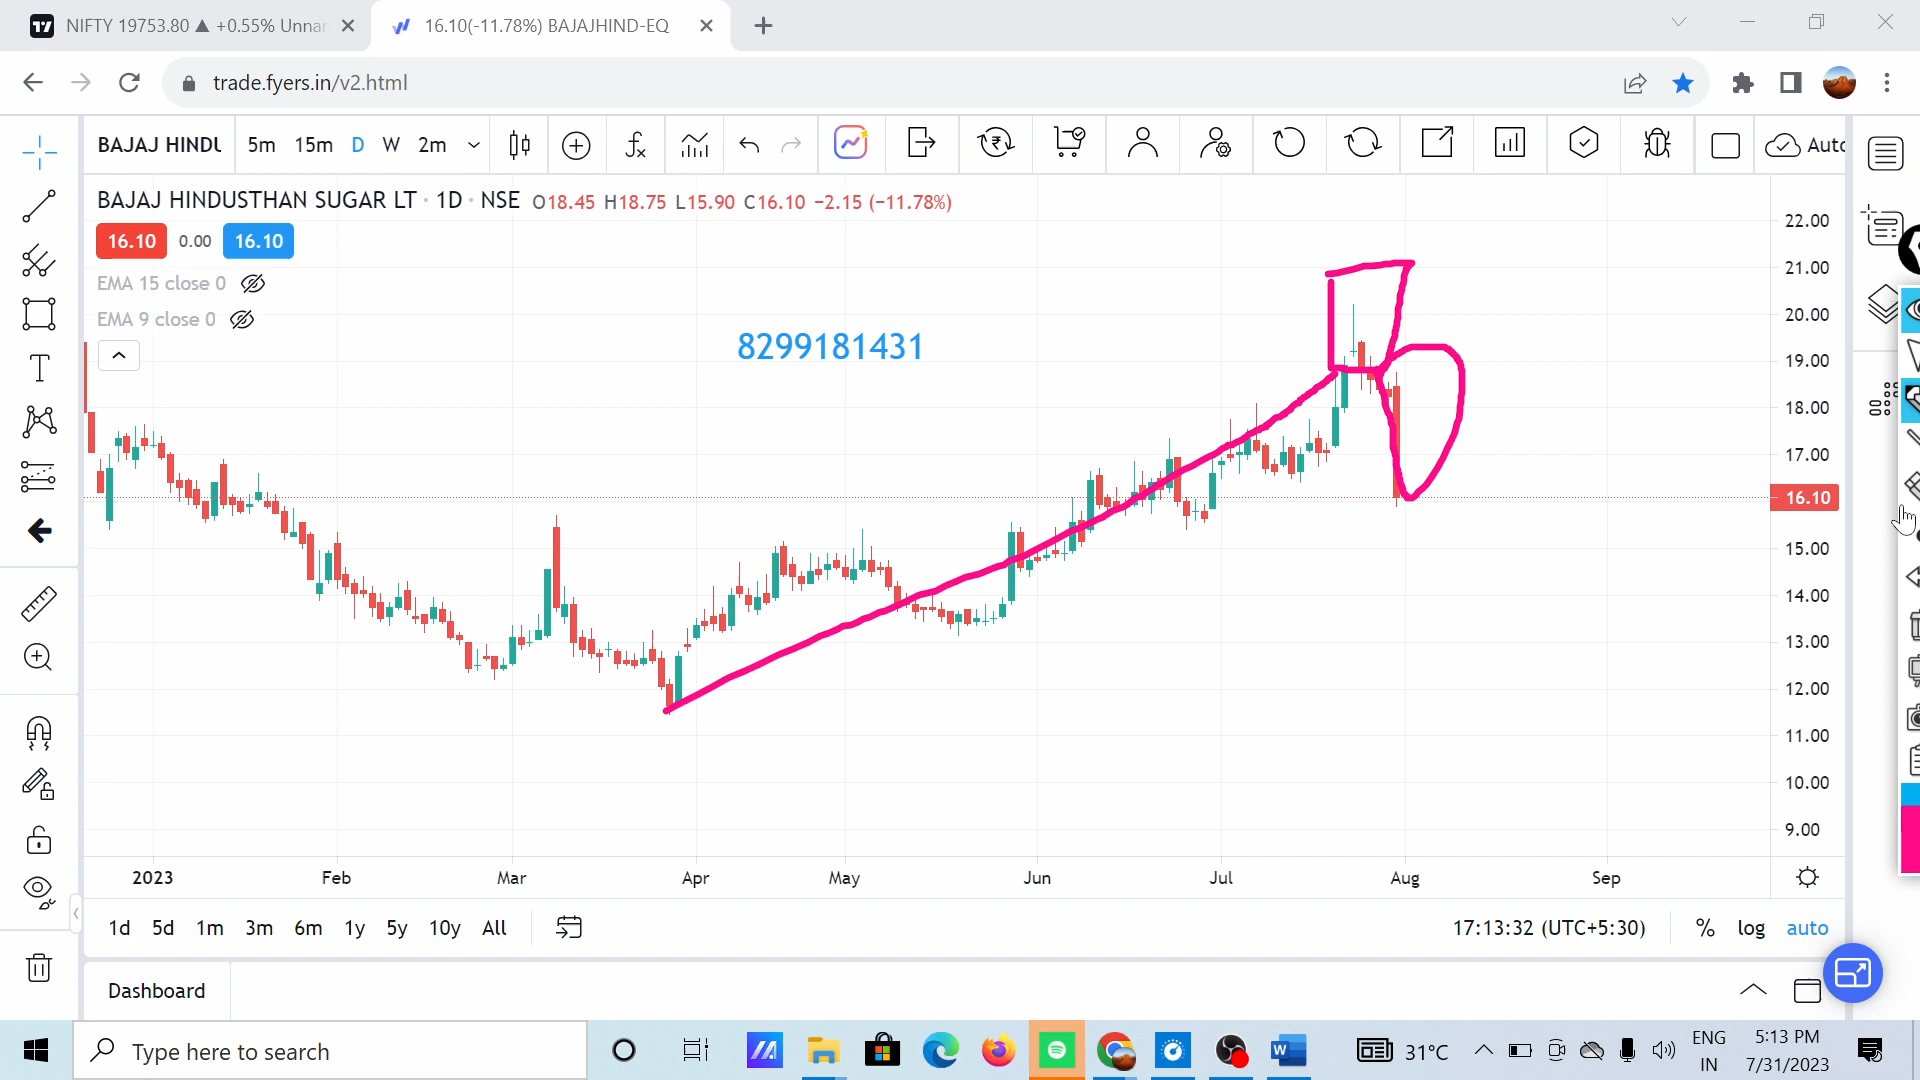 NIFTY 19753.80 ▲ +0.55% Unna
16.10(-11.78%) BAJAJHIND-EQ
trade.fyers.in/v2.html
BAJAJ HINDU 5m 15m D W 2m Auto
BAJAJ HINDUSTHAN SUGAR LT · 1D · NSE O18.45 H18.75 L15.90 C16.10 −2.15 (−11.78%)
16.10 0.00 16.10
EMA 15 close 0
EMA 9 close 0
8299181431
22.00
21.00
20.00
19.00
18.00
17.00
16.10
15.00
14.00
13.00
12.00
11.00
10.00
9.00
2023 Feb Mar Apr May Jun Jul Aug Sep
1d 5d 1m 3m 6m 1y 5y 10y All 17:13:32 (UTC+5:30) % log auto
Dashboard
Type here to search
31°C
ENG
IN
5:13 PM
7/31/2023